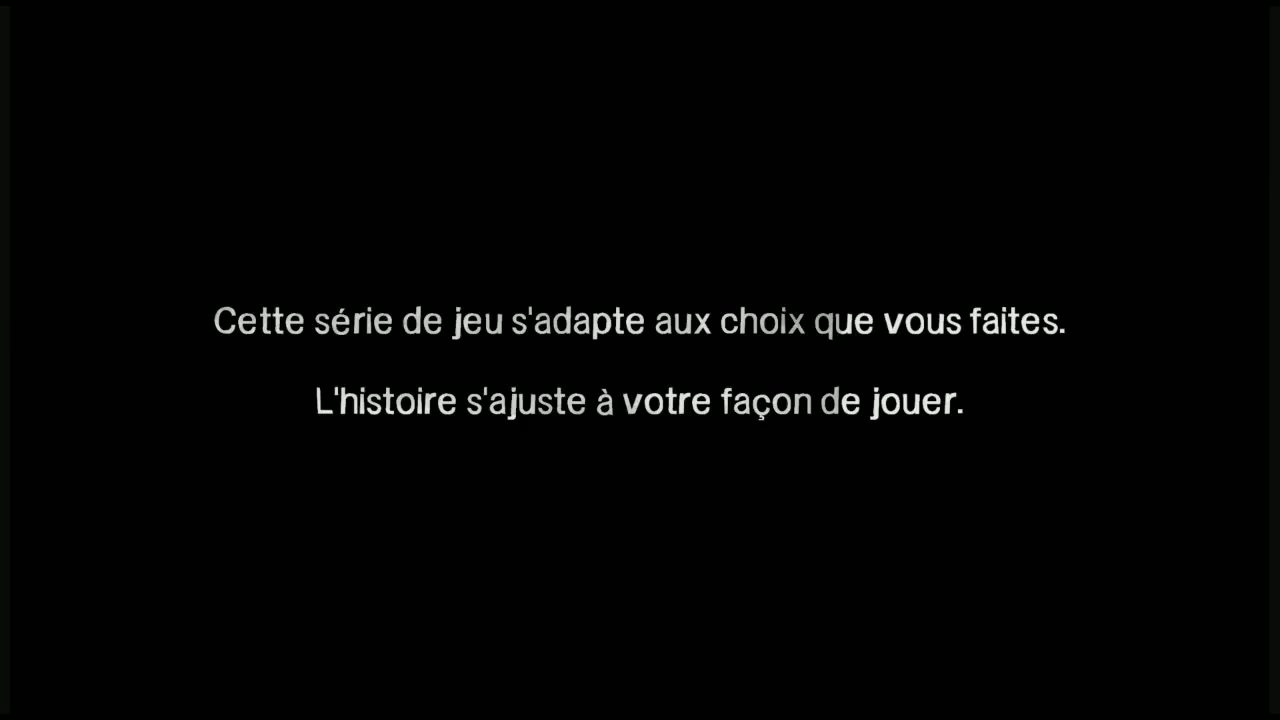 Cette série de jeu s'adapte aux choix que vous faites.
L'histoire s'ajuste à votre façon de jouer.